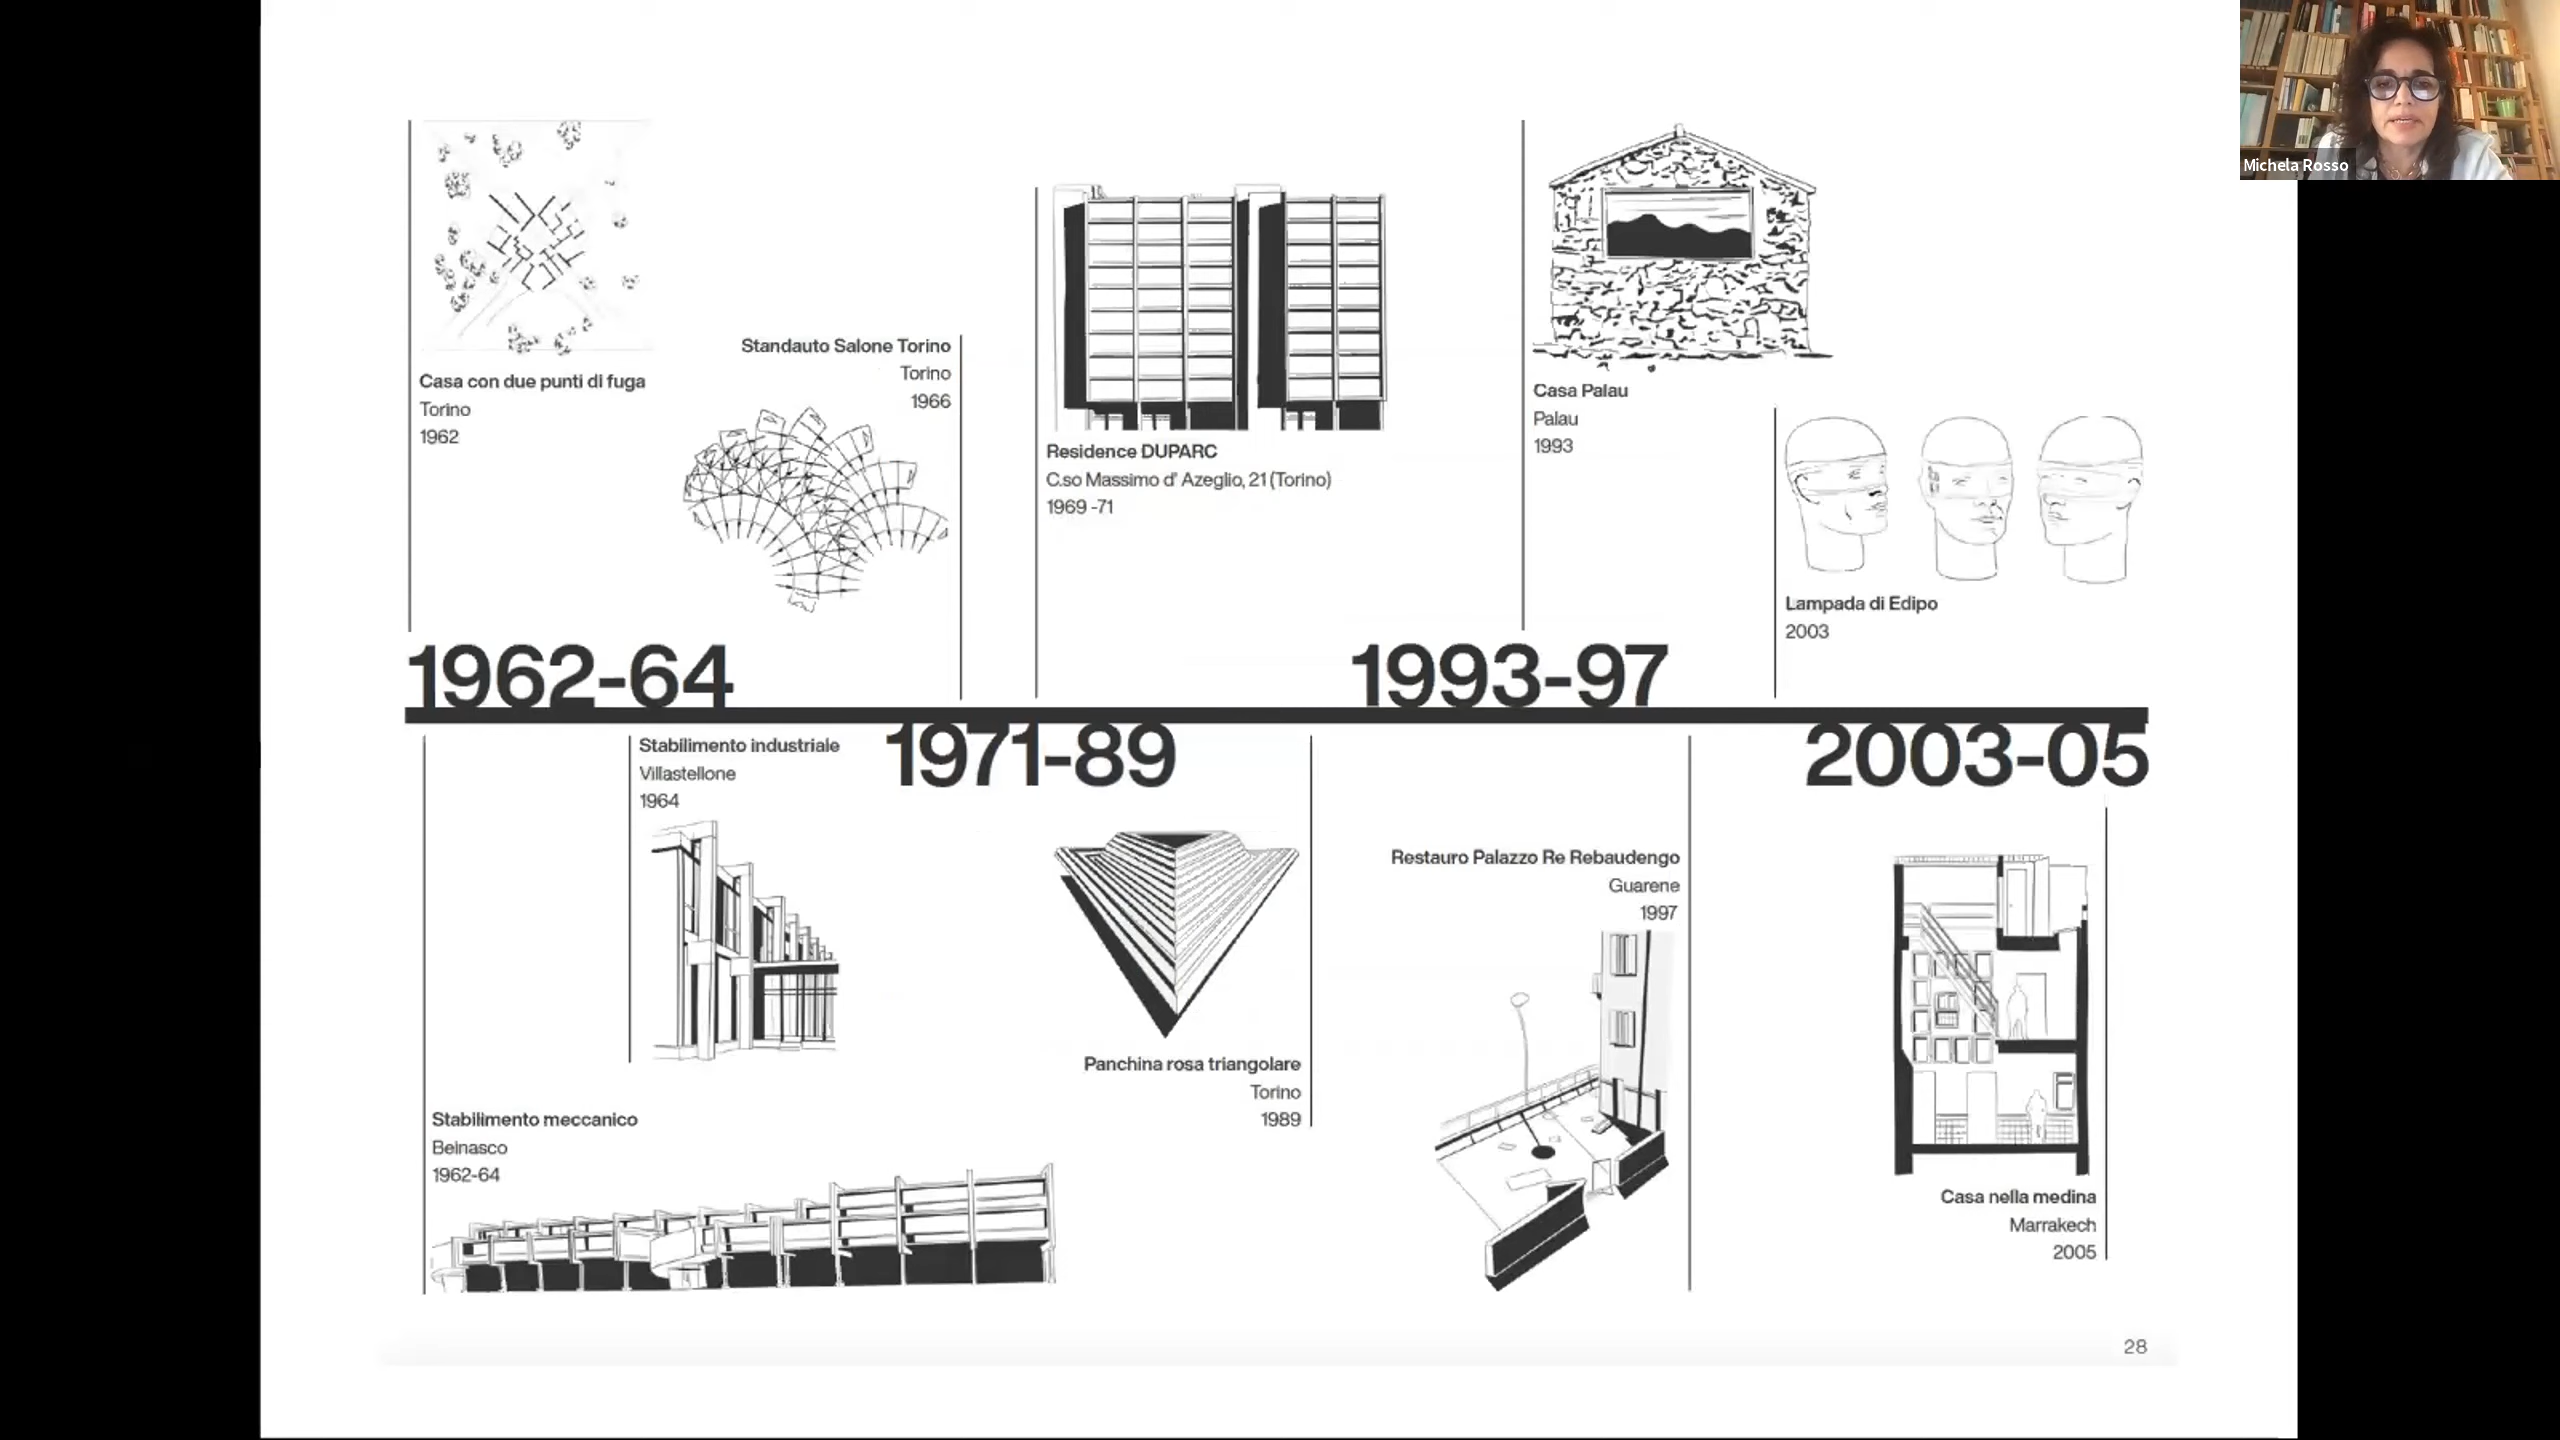 Michela Rosso
Casa con due punti di fuga
Torino
1962
Standauto Salone Torino
Torino
1966
Residence DUPARC
C.so Massimo d' Azeglio, 21 (Torino)
1969 -71
Casa Palau
Palau
1993
Lampada di Edipo
2003
1962-64
1993-97
1971-89
2003-05
Stabilimento industriale
Villastellone
1964
Stabilimento meccanico
Beinasco
1962-64
Panchina rosa triangolare
Torino
1989
Restauro Palazzo Re Rebaudengo
Guarene
1997
Casa nella medina
Marrakech
2005
28